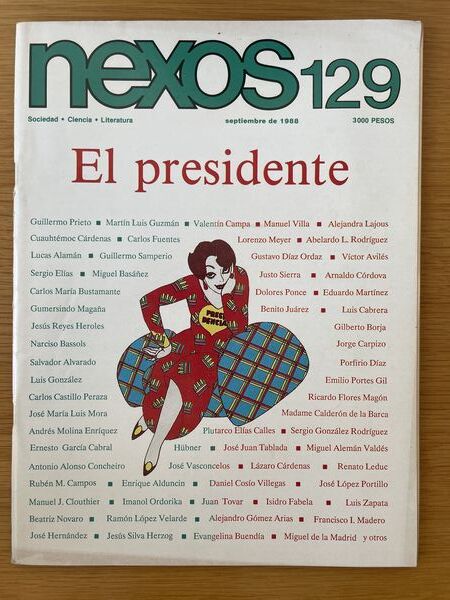 nexos 129
Sociedad • Ciencia • Literatura septiembre de 1988 3000 PESOS
El presidente
Guillermo Prieto ■ Martín Luis Guzmán ■ Valentín Campa ■ Manuel Villa ■ Alejandra Lajous
Cuauhtémoc Cárdenas ■ Carlos Fuentes Lorenzo Meyer ■ Abelardo L. Rodríguez
Lucas Alamán ■ Guillermo Samperio Gustavo Díaz Ordaz ■ Víctor Avilés
Sergio Elías ■ Miguel Basáñez Justo Sierra ■ Arnaldo Córdova
Carlos María Bustamante Dolores Ponce ■ Eduardo Martínez
Gumersindo Magaña Benito Juárez ■ Luis Cabrera
PRESI
DENCIA
Jesús Reyes Heroles Gilberto Borja
Narciso Bassols Jorge Carpizo
Salvador Alvarado Porfirio Díaz
Luis González Emilio Portes Gil
Carlos Castillo Peraza Ricardo Flores Magón
José María Luis Mora Madame Calderón de la Barca
Andrés Molina Enríquez Plutarco Elías Calles ■ Sergio González Rodríguez
Ernesto García Cabral Hübner ■ José Juan Tablada ■ Miguel Alemán Valdés
Antonio Alonso Concheiro José Vasconcelos ■ Lázaro Cárdenas ■ Renato Leduc
Rubén M. Campos ■ Enrique Alduncin ■ Daniel Cosío Villegas ■ José López Portillo
Manuel J. Clouthier ■ Imanol Ordorika ■ Juan Tovar ■ Isidro Fabela ■ Luis Zapata
Beatriz Novaro ■ Ramón López Velarde ■ Alejandro Gómez Arias ■ Francisco I. Madero
José Hernández ■ Jesús Silva Herzog ■ Evangelina Buendía ■ Miguel de la Madrid y otros